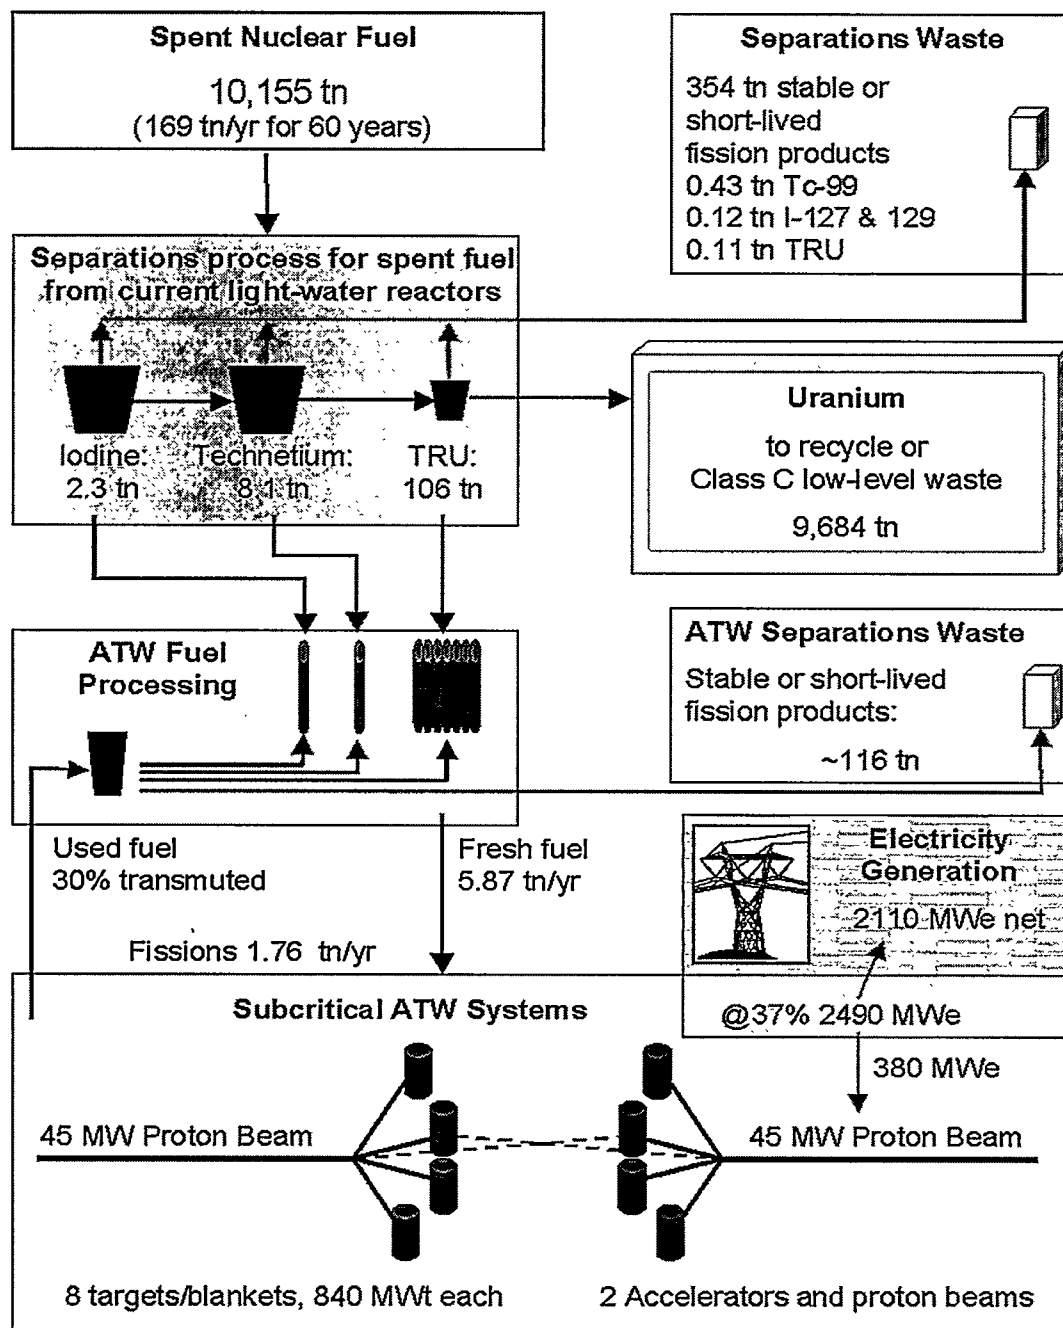 Spent Nuclear Fuel
10,155 tn
(169 tn/yr for 60 years)
Separations Waste
354 tn stable or
short-lived
fission products
0.43 tn Tc-99
0.12 tn I-127 & 129
0.11 tn TRU
Separations process for spent fuel
from current light-water reactors
Iodine:
2.3 tn
Technetium:
8.1 tn
TRU:
106 tn
Uranium
to recycle or
Class C low-level waste
9,684 tn
ATW Fuel
Processing
ATW Separations Waste
Stable or short-lived
fission products:
~116 tn
Used fuel
30% transmuted
Fresh fuel
5.87 tn/yr
Fissions 1.76 tn/yr
Electricity
Generation
2110 MWe net
@37% 2490 MWe
380 MWe
Subcritical ATW Systems
45 MW Proton Beam
45 MW Proton Beam
8 targets/blankets, 840 MWt each
2 Accelerators and proton beams